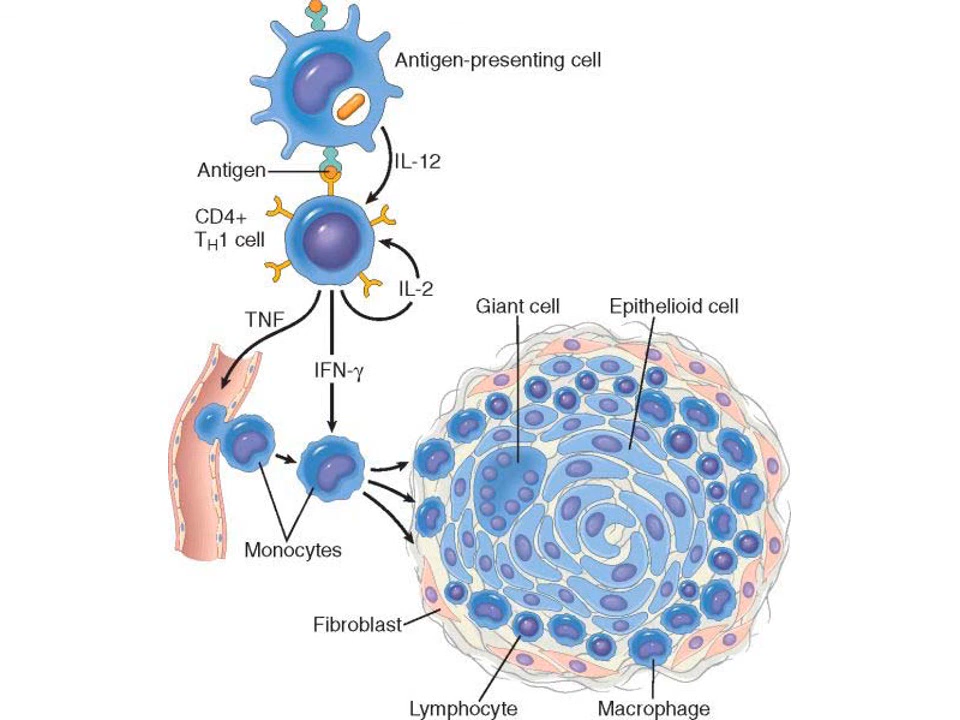 Antigen-presenting cell
IL-12
Antigen
CD4+
TH1 cell
IL-2
TNF
Giant cell
Epithelioid cell
IFN-γ
Monocytes
Fibroblast
Lymphocyte
Macrophage